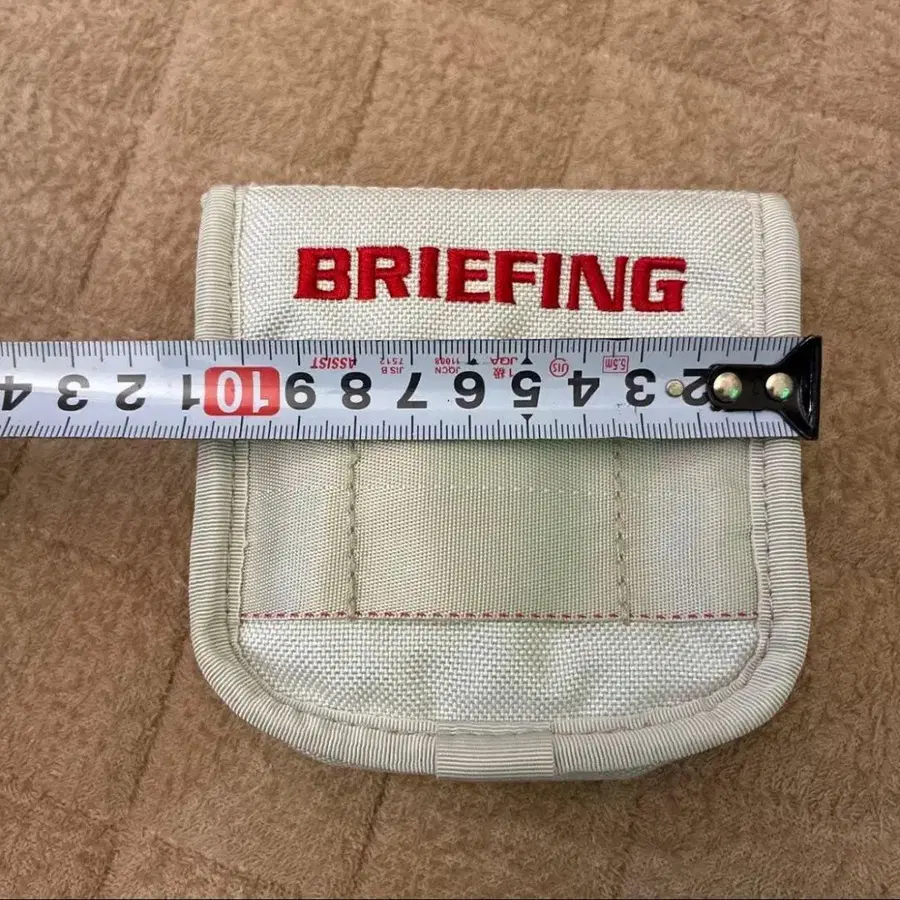 BRIEFING
2 3 4 5 6 7 8 9 10 1 2 3 4
5.5m
JIS
1級
JQA
JQCN
11088
JIS B
7512
ASSIST